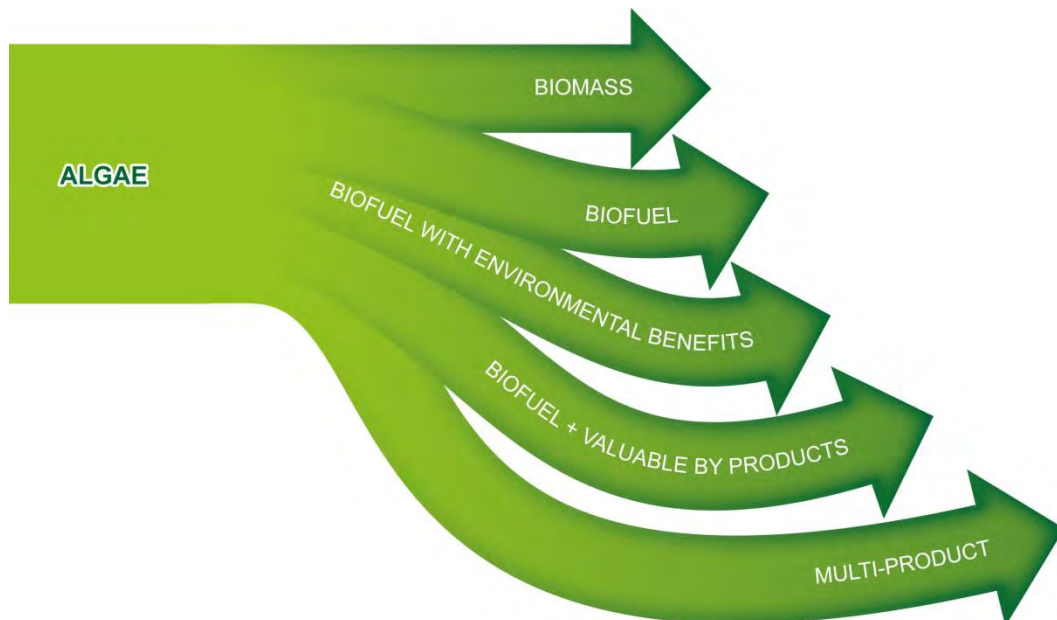 ALGAE
BIOMASS
BIOFUEL
BIOFUEL WITH ENVIRONMENTAL BENEFITS
BIOFUEL + VALUABLE BY PRODUCTS
MULTI-PRODUCT